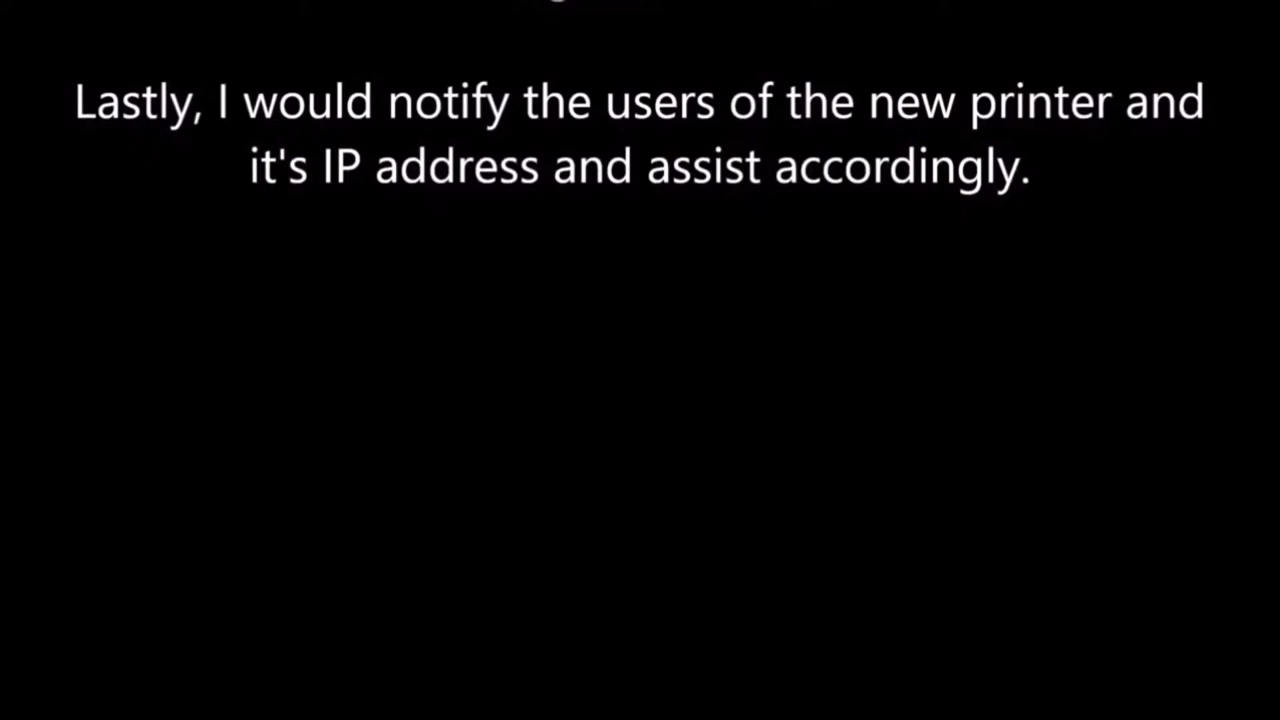 Lastly, I would notify the users of the new printer and
it's IP address and assist accordingly.